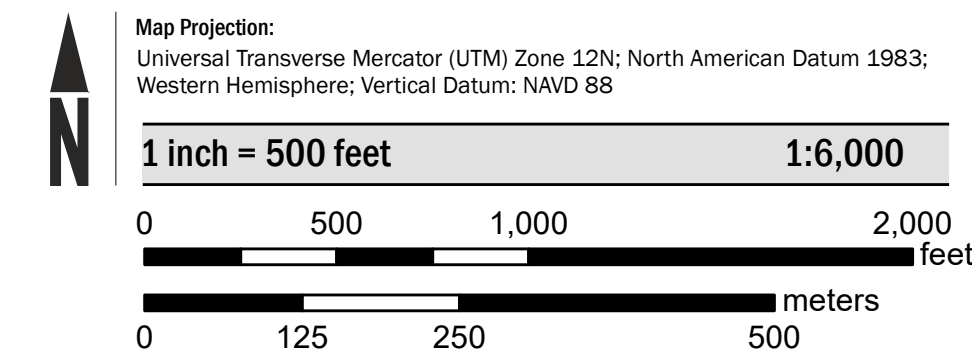 Map Projection:
Universal Transverse Mercator (UTM) Zone 12N; North American Datum 1983;
Western Hemisphere; Vertical Datum: NAVD 88
N
1 inch = 500 feet 1:6,000
0 500 1,000 2,000
feet
meters
0 125 250 500